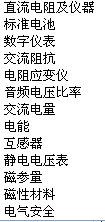 直流电阻及仪器
标准电池
数字仪表
交流阻抗
电阻应变仪
音频电压比率
交流电量
电能
互感器
静电电压表
磁参量
磁性材料
电气安全